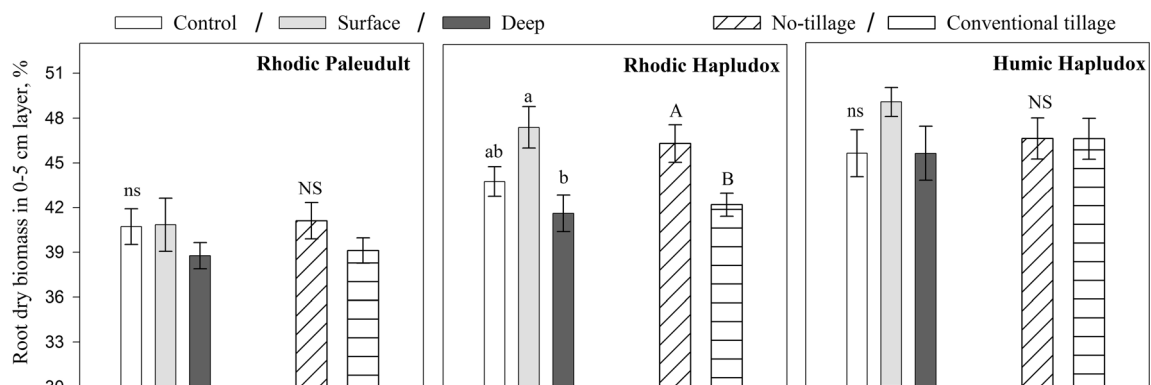 Control / Surface / Deep No-tillage / Conventional tillage
Root dry biomass in 0-5 cm layer, %
51
48
45
42
39
36
33
30
Rhodic Paleudult
ns
NS
Rhodic Hapludox
ab
a
b
A
B
Humic Hapludox
ns
NS